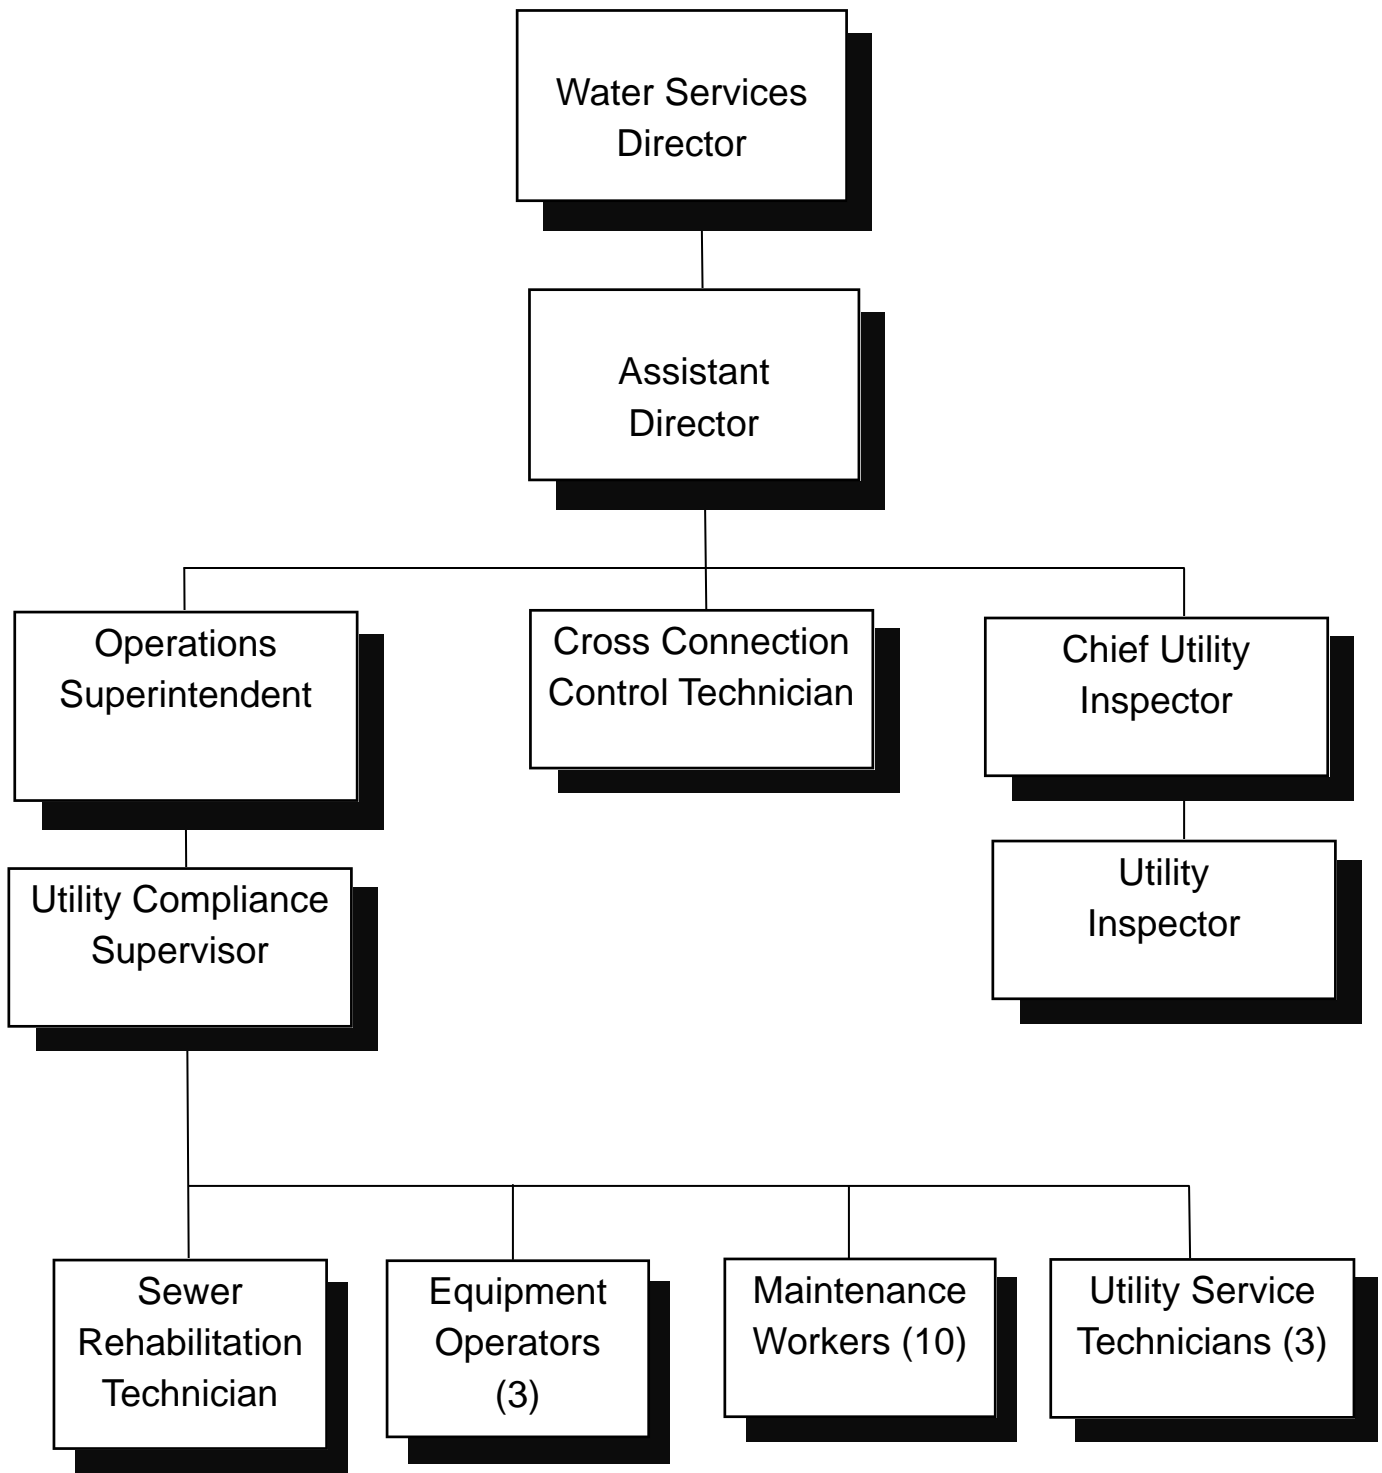 Water Services
Director
Assistant
Director
Operations
Superintendent
Cross Connection
Control Technician
Chief Utility
Inspector
Utility Compliance
Supervisor
Utility
Inspector
Sewer
Rehabilitation
Technician
Equipment
Operators
(3)
Maintenance
Workers (10)
Utility Service
Technicians (3)